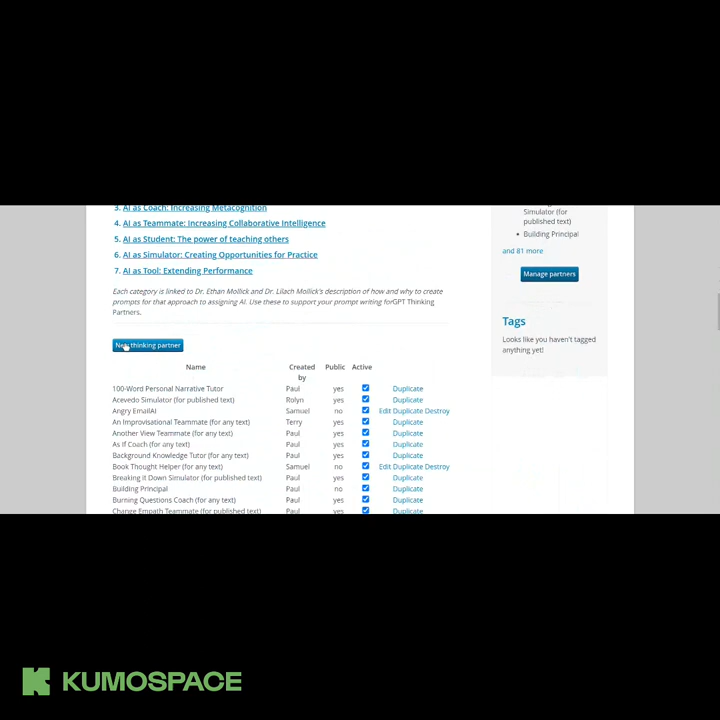 3. AI as Coach: Increasing Metacognition
4. AI as Teammate: Increasing Collaborative Intelligence
5. AI as Student: The power of teaching others
6. AI as Simulator: Creating Opportunities for Practice
7. AI as Tool: Extending Performance
Each category is linked to Dr. Ethan Mollick and Dr. Lilach Mollick's description of how and why to create
prompts for that approach to assigning AI. Use these to support your prompt writing forGPT Thinking
Partners.
New thinking partner
Name Created by Public Active
100-Word Personal Narrative Tutor Paul yes Duplicate
Acevedo Simulator (for published text) Rolyn yes Duplicate
Angry EmailAI Samuel no Edit Duplicate Destroy
An Improvisational Teammate (for any text) Terry yes Duplicate
Another View Teammate (for any text) Paul yes Duplicate
As If Coach (for any text) Paul yes Duplicate
Background Knowledge Tutor (for any text) Paul yes Duplicate
Book Thought Helper (for any text) Samuel no Edit Duplicate Destroy
Breaking it Down Simulator (for published text) Paul yes Duplicate
Building Principal Paul no Duplicate
Burning Questions Coach (for any text) Paul yes Duplicate
Change Empath Teammate (for published text) Paul yes Duplicate
Simulator (for
published text)
• Building Principal
and 81 more
Manage partners
Tags
Looks like you haven't tagged
anything yet!
KUMOSPACE